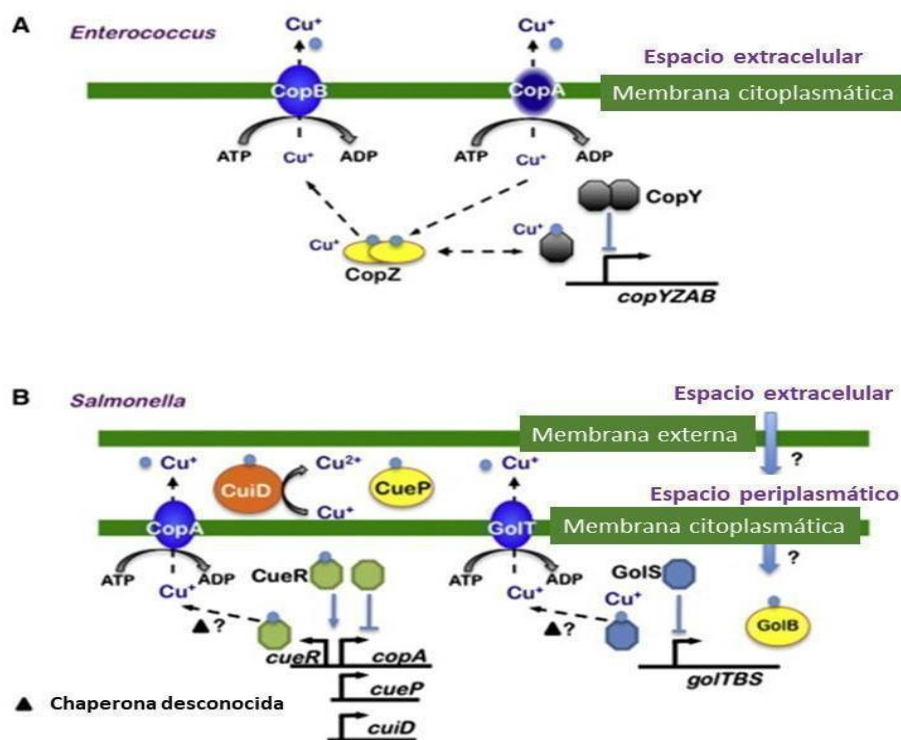 A
Enterococcus
Cu⁺
Cu⁺
Espacio extracelular
CopB
CopA
Membrana citoplasmática
ATP
Cu⁺
ADP
ATP
Cu⁺
ADP
CopY
Cu⁺
Cu⁺
CopZ
copYZAB
B
Salmonella
Espacio extracelular
Membrana externa
?
Cu⁺
CuiD
Cu²⁺
Cu⁺
CueP
Cu⁺
Espacio periplasmático
CopA
GolT
Membrana citoplasmática
?
ATP
ADP
Cu⁺
CueR
ATP
ADP
Cu⁺
GolS
Cu⁺
?
?
GolB
cueR
copA
golTBS
cueP
Chaperona desconocida
cuiD